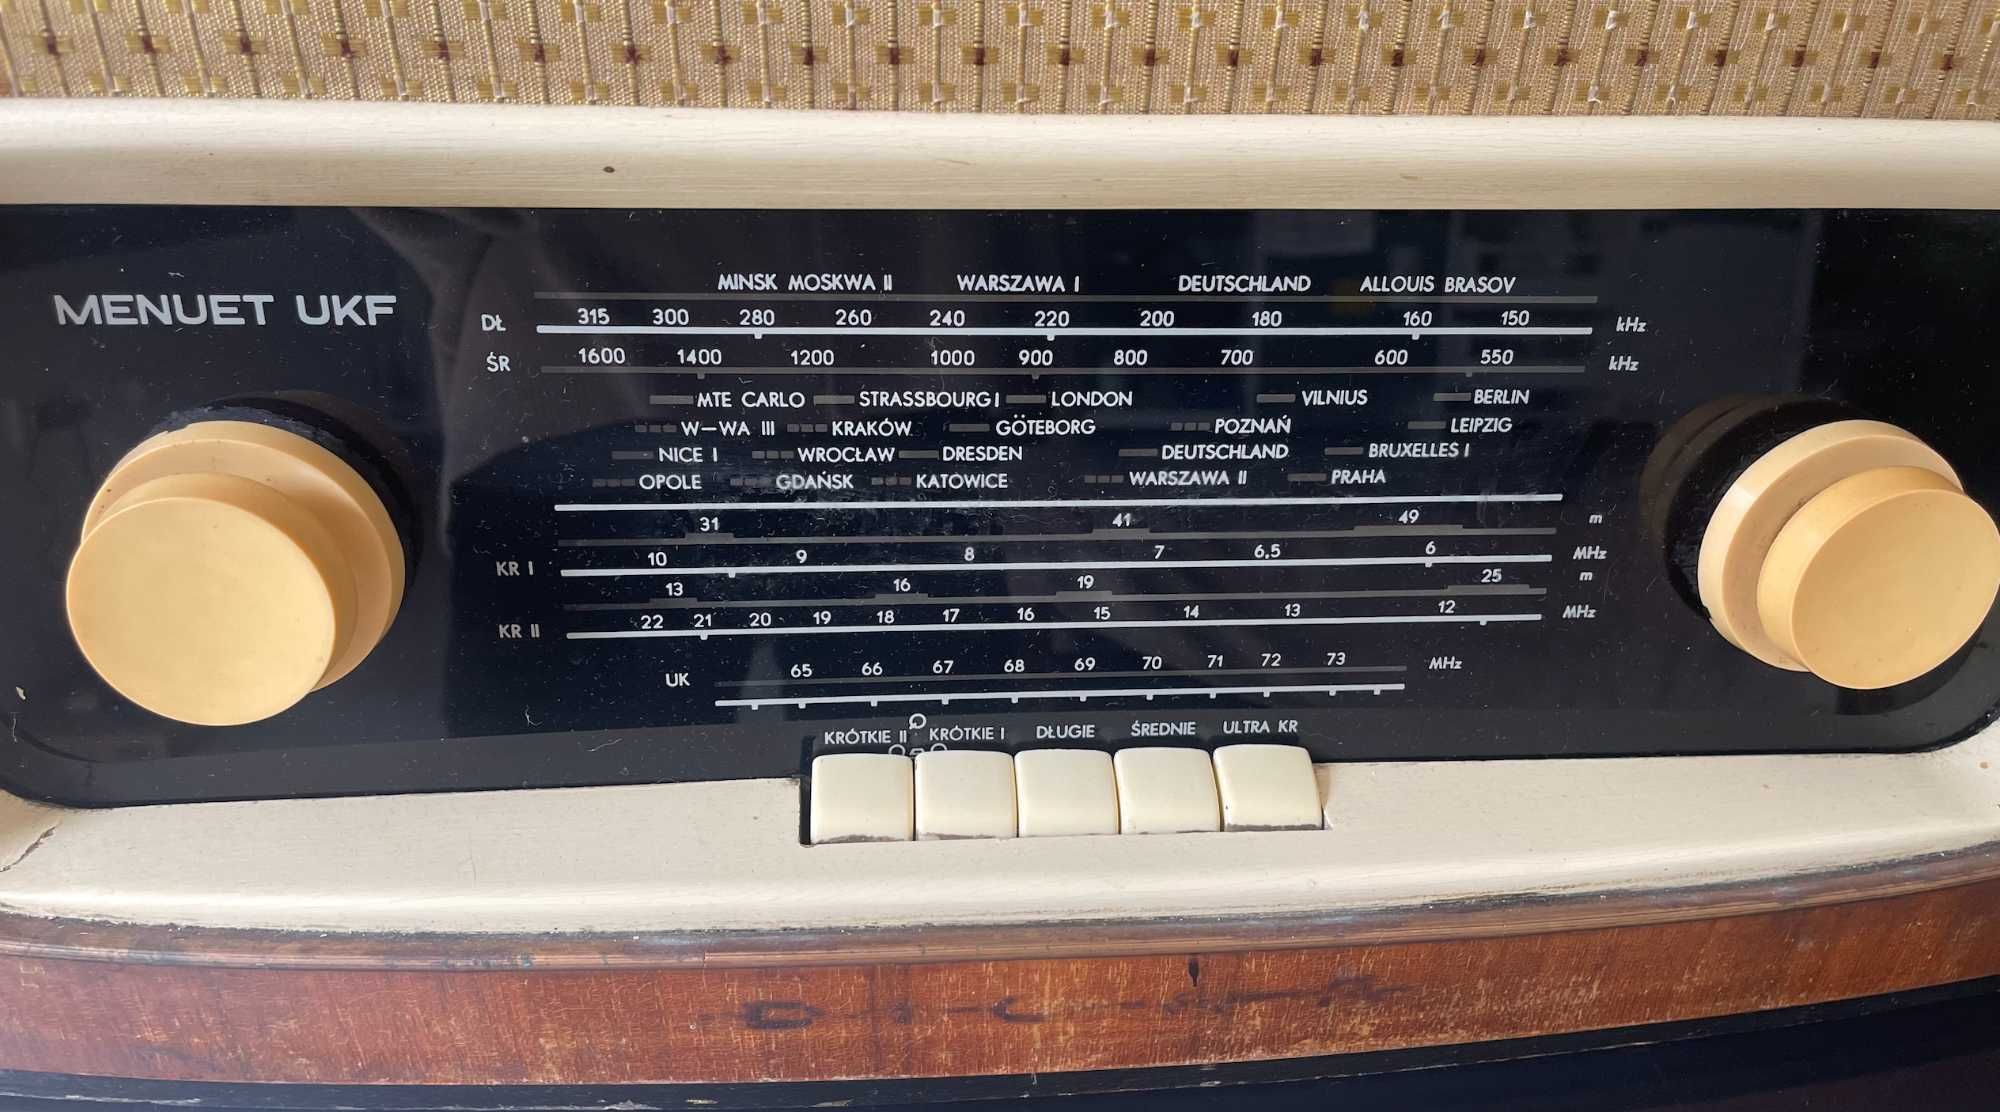 MENUET UKF
MINSK MOSKWA II WARSZAWA I DEUTSCHLAND ALLOUIS BRASOV
DŁ 315 300 280 260 240 220 200 180 160 150 kHz
ŚR 1600 1400 1200 1000 900 800 700 600 550 kHz
MTE CARLO STRASSBOURG I LONDON VILNIUS BERLIN
W-WA III KRAKÓW GÖTEBORG POZNAŃ LEIPZIG
NICE I WROCŁAW DRESDEN DEUTSCHLAND BRUXELLES I
OPOLE GDAŃSK KATOWICE WARSZAWA II PRAHA
31 41 49 m
KR I 10 9 8 7 6,5 6 MHz
13 16 19 25 m
KR II 22 21 20 19 18 17 16 15 14 13 12 MHz
UK 65 66 67 68 69 70 71 72 73 MHz
KRÓTKIE II KRÓTKIE I DŁUGIE ŚREDNIE ULTRA KR